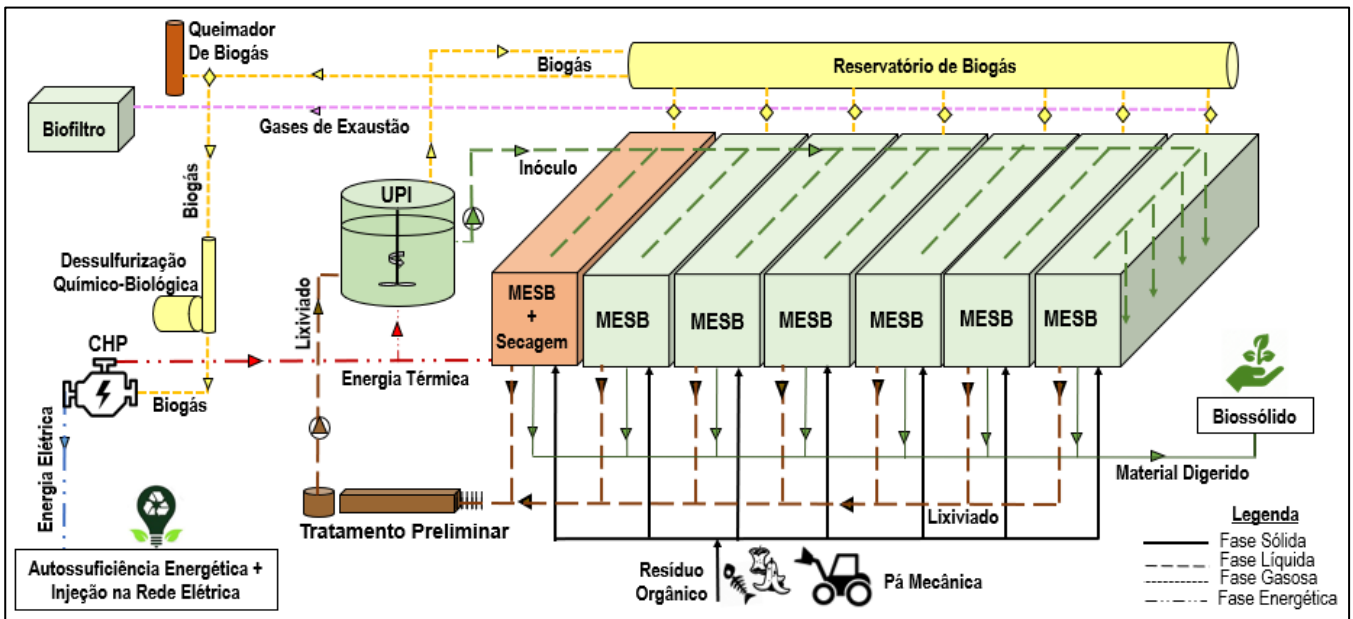 Queimador
De Biogás
Biogás
Reservatório de Biogás
Biofiltro
Gases de Exaustão
Inóculo
UPI
Biogás
Dessulfurização
Químico-Biológica
Lixiviado
MESB
+
Secagem
MESB
MESB
MESB
MESB
MESB
MESB
CHP
Energia Térmica
Biogás
Energia Elétrica
Biossólido
Material Digerido
Tratamento Preliminar
Lixiviado
Autossuficiência Energética +
Injeção na Rede Elétrica
Resíduo
Orgânico
Pá Mecânica
Legenda
Fase Sólida
Fase Líquida
Fase Gasosa
Fase Energética